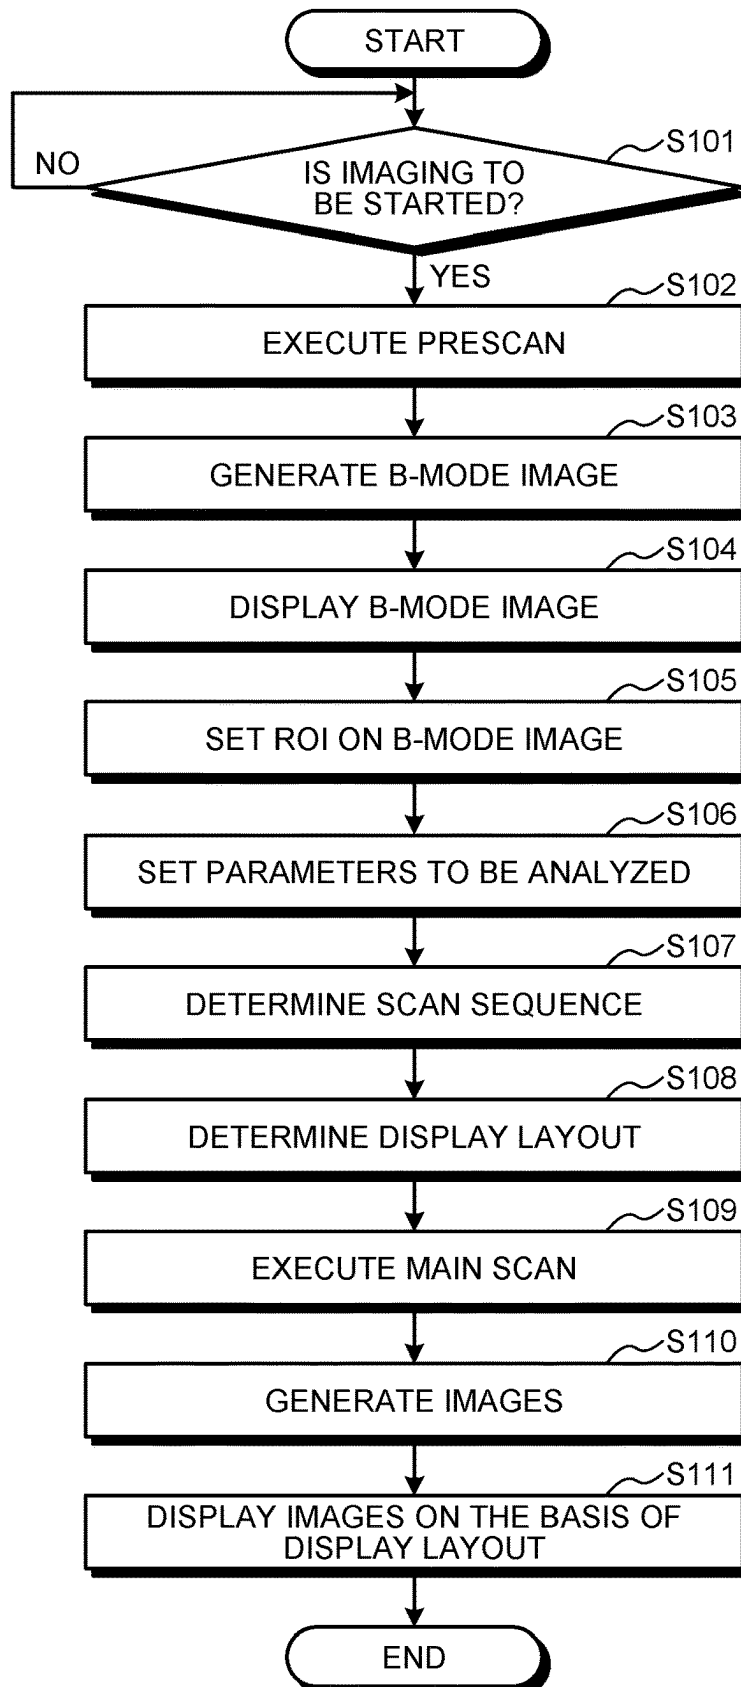 START
S101
NO
IS IMAGING TO
BE STARTED?
YES
S102
EXECUTE PRESCAN
S103
GENERATE B-MODE IMAGE
S104
DISPLAY B-MODE IMAGE
S105
SET ROI ON B-MODE IMAGE
S106
SET PARAMETERS TO BE ANALYZED
S107
DETERMINE SCAN SEQUENCE
S108
DETERMINE DISPLAY LAYOUT
S109
EXECUTE MAIN SCAN
S110
GENERATE IMAGES
S111
DISPLAY IMAGES ON THE BASIS OF
DISPLAY LAYOUT
END